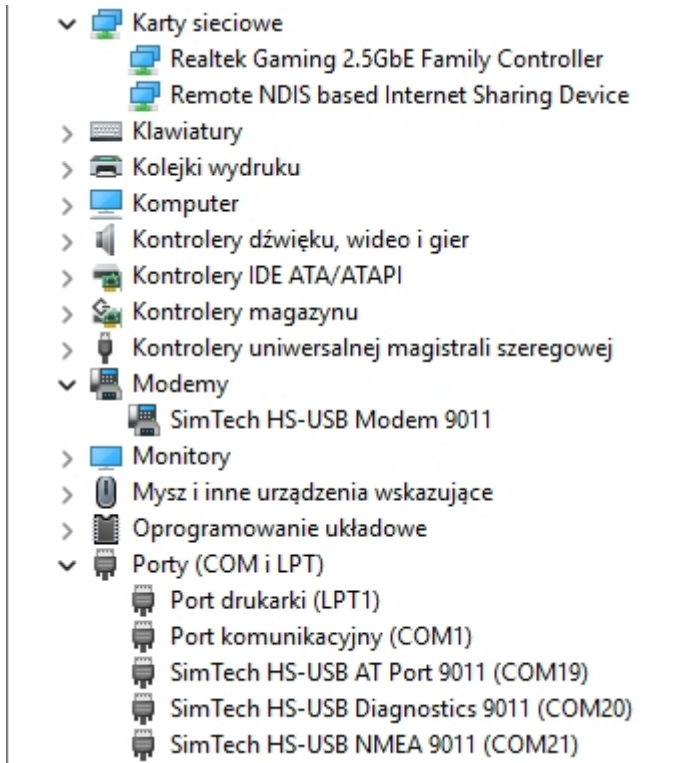 Karty sieciowe
Realtek Gaming 2.5GbE Family Controller
Remote NDIS based Internet Sharing Device
Klawiatury
Kolejki wydruku
Komputer
Kontrolery dźwięku, wideo i gier
Kontrolery IDE ATA/ATAPI
Kontrolery magazynu
Kontrolery uniwersalnej magistrali szeregowej
Modemy
SimTech HS-USB Modem 9011
Monitory
Mysz i inne urządzenia wskazujące
Oprogramowanie układowe
Porty (COM i LPT)
Port drukarki (LPT1)
Port komunikacyjny (COM1)
SimTech HS-USB AT Port 9011 (COM19)
SimTech HS-USB Diagnostics 9011 (COM20)
SimTech HS-USB NMEA 9011 (COM21)